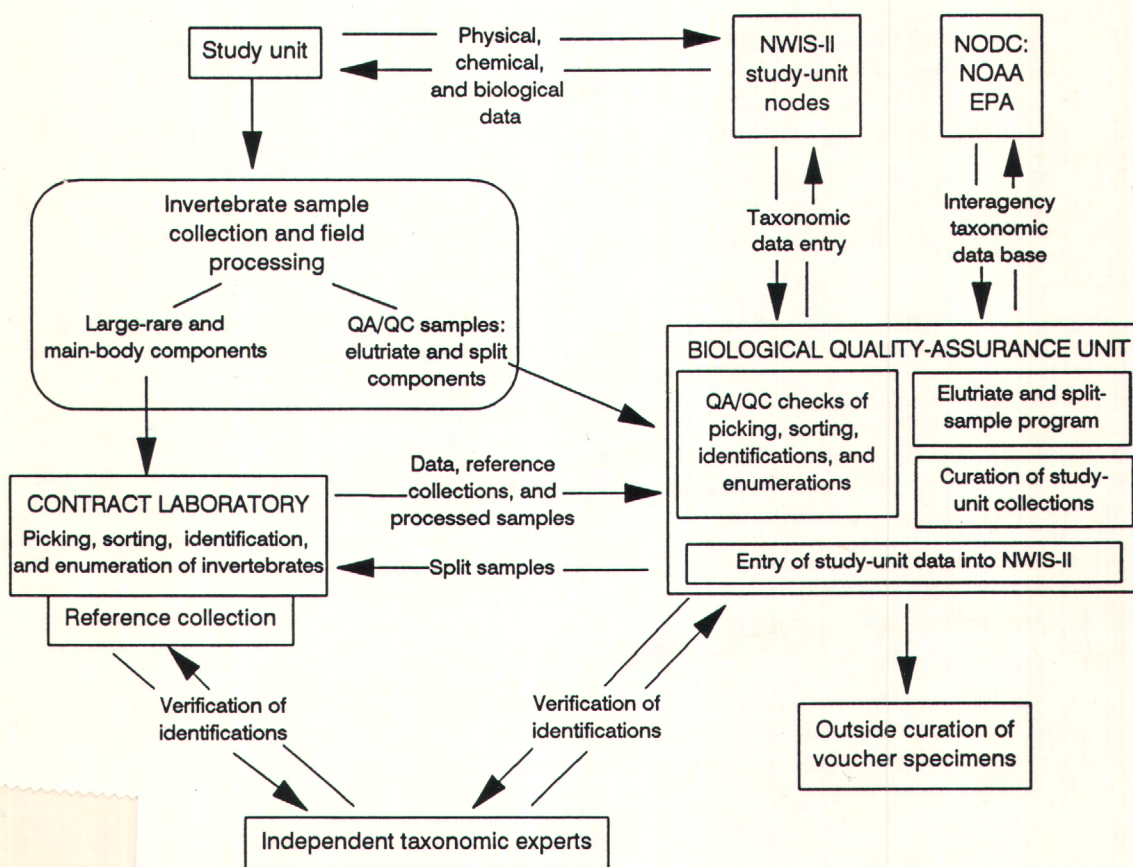 Study unit
Physical,
chemical,
and biological
data
NWIS-II
study-unit
nodes
NODC:
NOAA
EPA
Invertebrate sample
collection and field
processing
Large-rare and
main-body components
QA/QC samples:
elutriate and split
components
Taxonomic
data entry
Interagency
taxonomic
data base
BIOLOGICAL QUALITY-ASSURANCE UNIT
QA/QC checks of
picking, sorting,
identifications, and
enumerations
Elutriate and split-
sample program
Curation of study-
unit collections
Entry of study-unit data into NWIS-II
CONTRACT LABORATORY
Picking, sorting, identification,
and enumeration of invertebrates
Reference collection
Data, reference
collections, and
processed samples
Split samples
Verification of
identifications
Verification of
identifications
Outside curation of
voucher specimens
Independent taxonomic experts